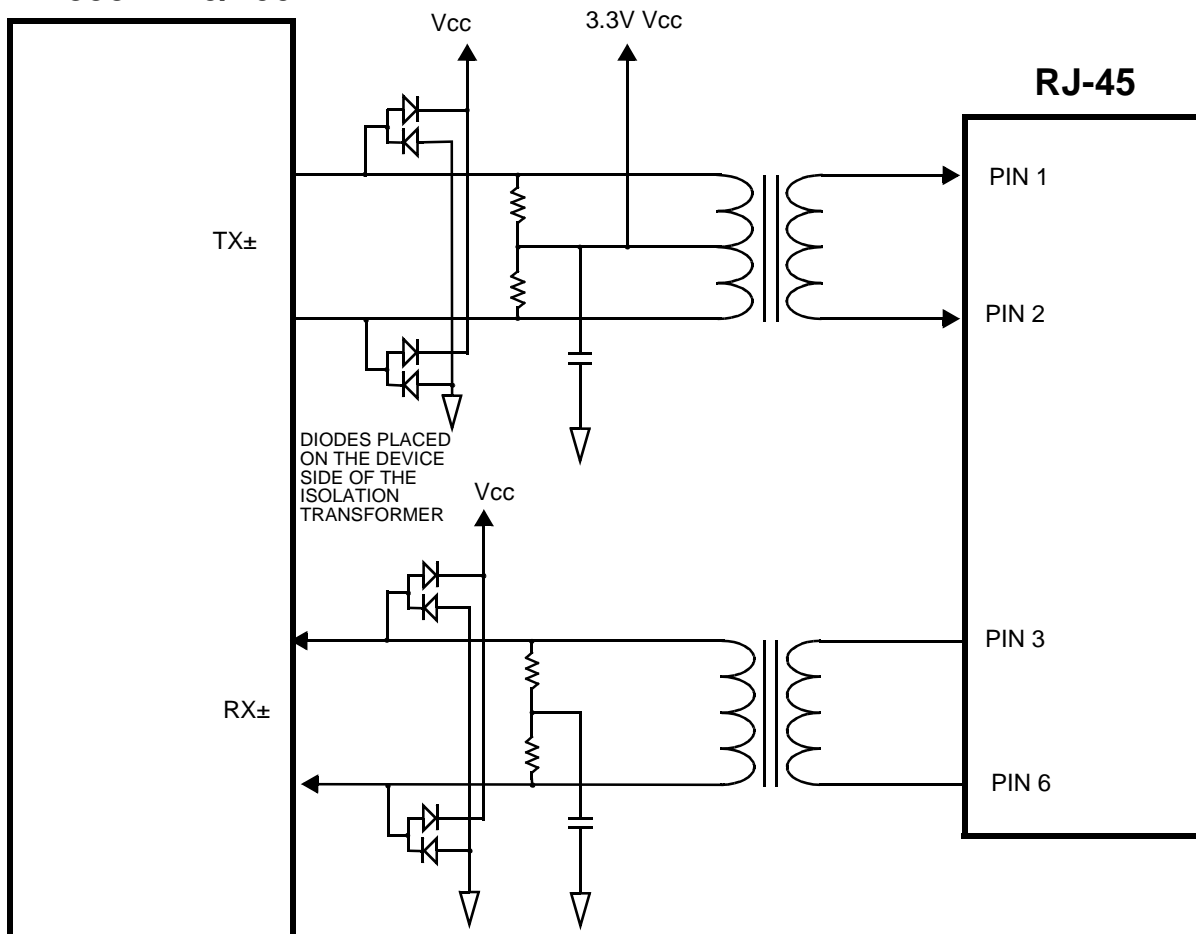 Vcc
3.3V Vcc
RJ-45
PIN 1
TX±
PIN 2
DIODES PLACED
ON THE DEVICE
SIDE OF THE
ISOLATION
TRANSFORMER
Vcc
PIN 3
RX±
PIN 6